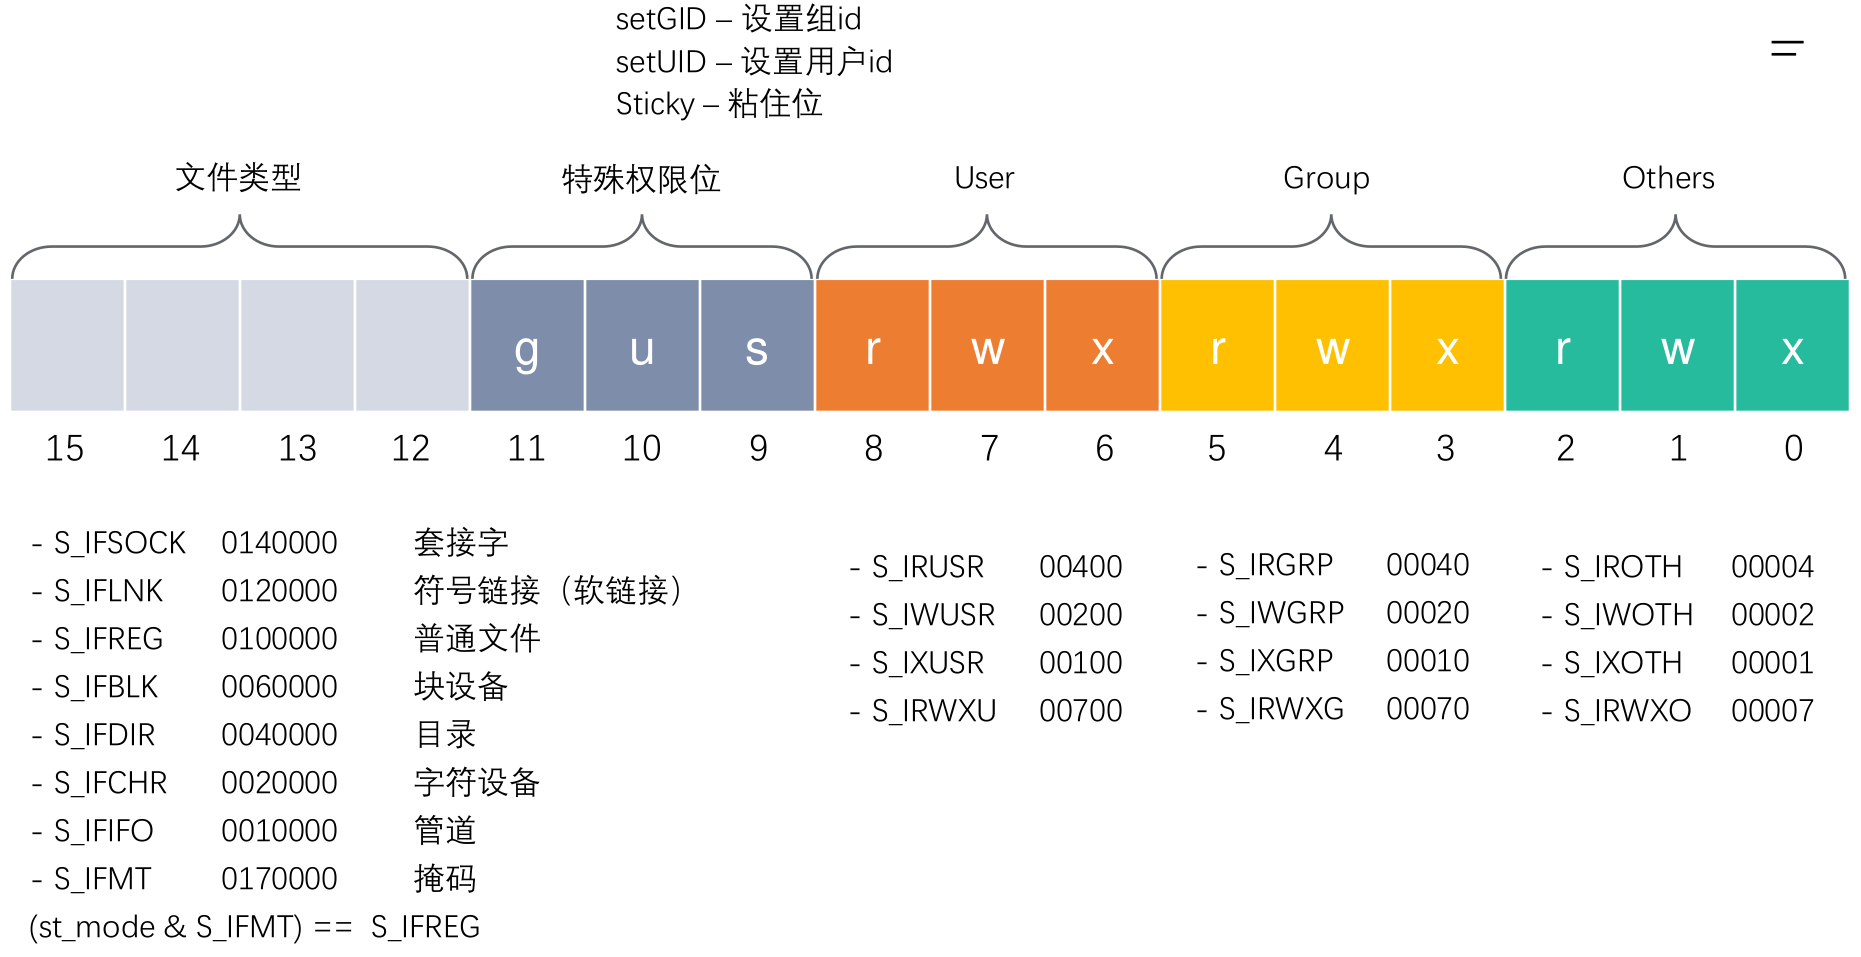 setGID – 设置组id
setUID – 设置用户id
Sticky – 粘住位
文件类型 特殊权限位 User Group Others
g u s r w x r w x r w x
15 14 13 12 11 10 9 8 7 6 5 4 3 2 1 0
- S_IFSOCK 0140000 套接字
- S_IFLNK 0120000 符号链接（软链接）
- S_IFREG 0100000 普通文件
- S_IFBLK 0060000 块设备
- S_IFDIR 0040000 目录
- S_IFCHR 0020000 字符设备
- S_IFIFO 0010000 管道
- S_IFMT 0170000 掩码
(st_mode & S_IFMT) == S_IFREG
- S_IRUSR 00400
- S_IWUSR 00200
- S_IXUSR 00100
- S_IRWXU 00700
- S_IRGRP 00040
- S_IWGRP 00020
- S_IXGRP 00010
- S_IRWXG 00070
- S_IROTH 00004
- S_IWOTH 00002
- S_IXOTH 00001
- S_IRWXO 00007